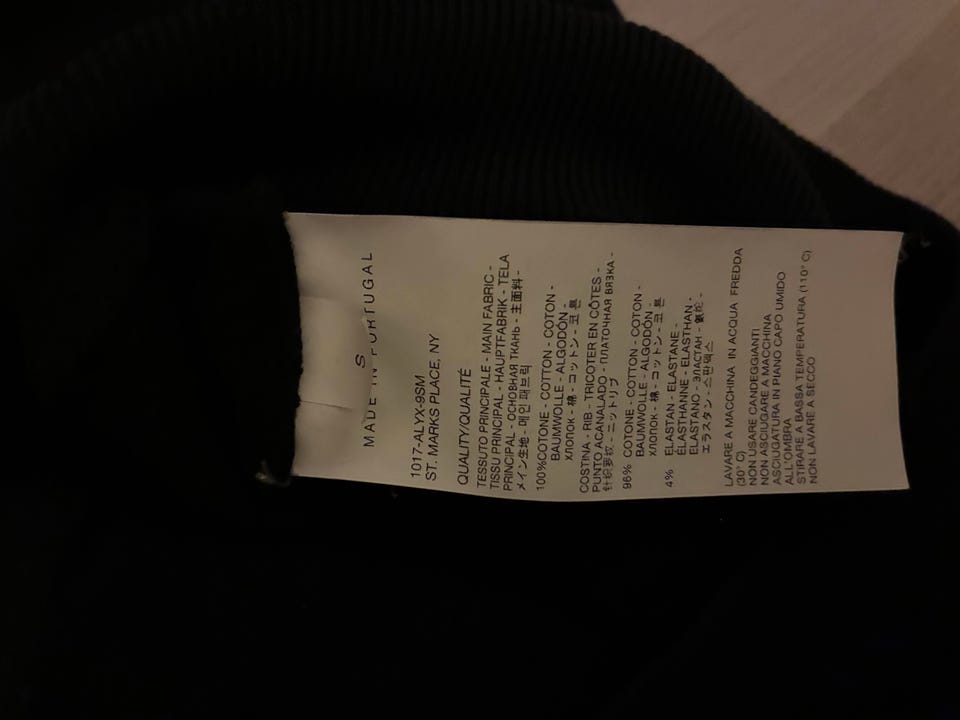 S
MADE IN PORTUGAL
1017-ALYX-9SM
ST. MARKS PLACE, NY
QUALITY/QUALITÉ
TESSUTO PRINCIPALE - MAIN FABRIC -
TISSU PRINCIPAL - HAUPTFABRIK - TELA
PRINCIPAL - ОСНОВНАЯ ТКАНЬ - 主面料 -
メイン生地 - 메인 패브릭
100%COTONE - COTTON - COTON -
BAUMWOLLE - ALGODÓN -
ХЛОПОК - 棉 - コットン - 코튼
COSTINA - RIB - TRICOTER EN CÔTES -
PUNTO ACANALADO - ПЛАТОЧНАЯ ВЯЗКА -
针织罗纹 - ニットリブ
96% COTONE - COTTON - COTON -
BAUMWOLLE - ALGODÓN -
ХЛОПОК - 棉 - コットン - 코튼
4% ELASTAN - ELASTANE -
ELASTHANNE - ELASTHAN -
ELASTANO - ЭЛАСТАН -
エラスタン - 스판덱스
LAVARE A MACCHINA IN ACQUA FREDDA
(30° C)
NON USARE CANDEGGIANTI
NON ASCIUGARE A MACCHINA
ASCIUGATURA IN PIANO CAPO UMIDO
ALL'OMBRA
STIRARE A BASSA TEMPERATURA (110° C)
NON LAVARE A SECCO